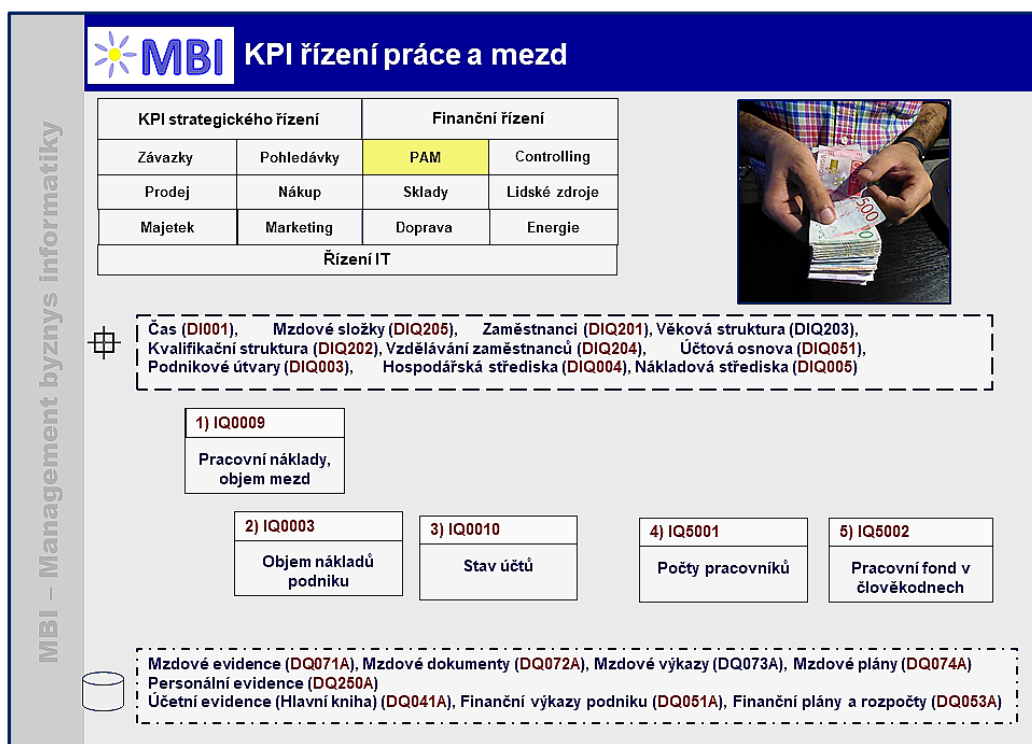 MBI – Management byznys informatiky
MBI
KPI řízení práce a mezd
KPI strategického řízení Finanční řízení
Závazky Pohledávky PAM Controlling
Prodej Nákup Sklady Lidské zdroje
Majetek Marketing Doprava Energie
Řízení IT
500
Čas (DI001), Mzdové složky (DIQ205), Zaměstnanci (DIQ201), Věková struktura (DIQ203),
Kvalifikační struktura (DIQ202), Vzdělávání zaměstnanců (DIQ204), Účtová osnova (DIQ051),
Podnikové útvary (DIQ003), Hospodářská střediska (DIQ004), Nákladová střediska (DIQ005)
1) IQ0009
Pracovní náklady,
objem mezd
2) IQ0003
Objem nákladů
podniku
3) IQ0010
Stav účtů
4) IQ5001
Počty pracovníků
5) IQ5002
Pracovní fond v
člověkodnech
Mzdové evidence (DQ071A), Mzdové dokumenty (DQ072A), Mzdové výkazy (DQ073A), Mzdové plány (DQ074A)
Personální evidence (DQ250A)
Účetní evidence (Hlavní kniha) (DQ041A), Finanční výkazy podniku (DQ051A), Finanční plány a rozpočty (DQ053A)